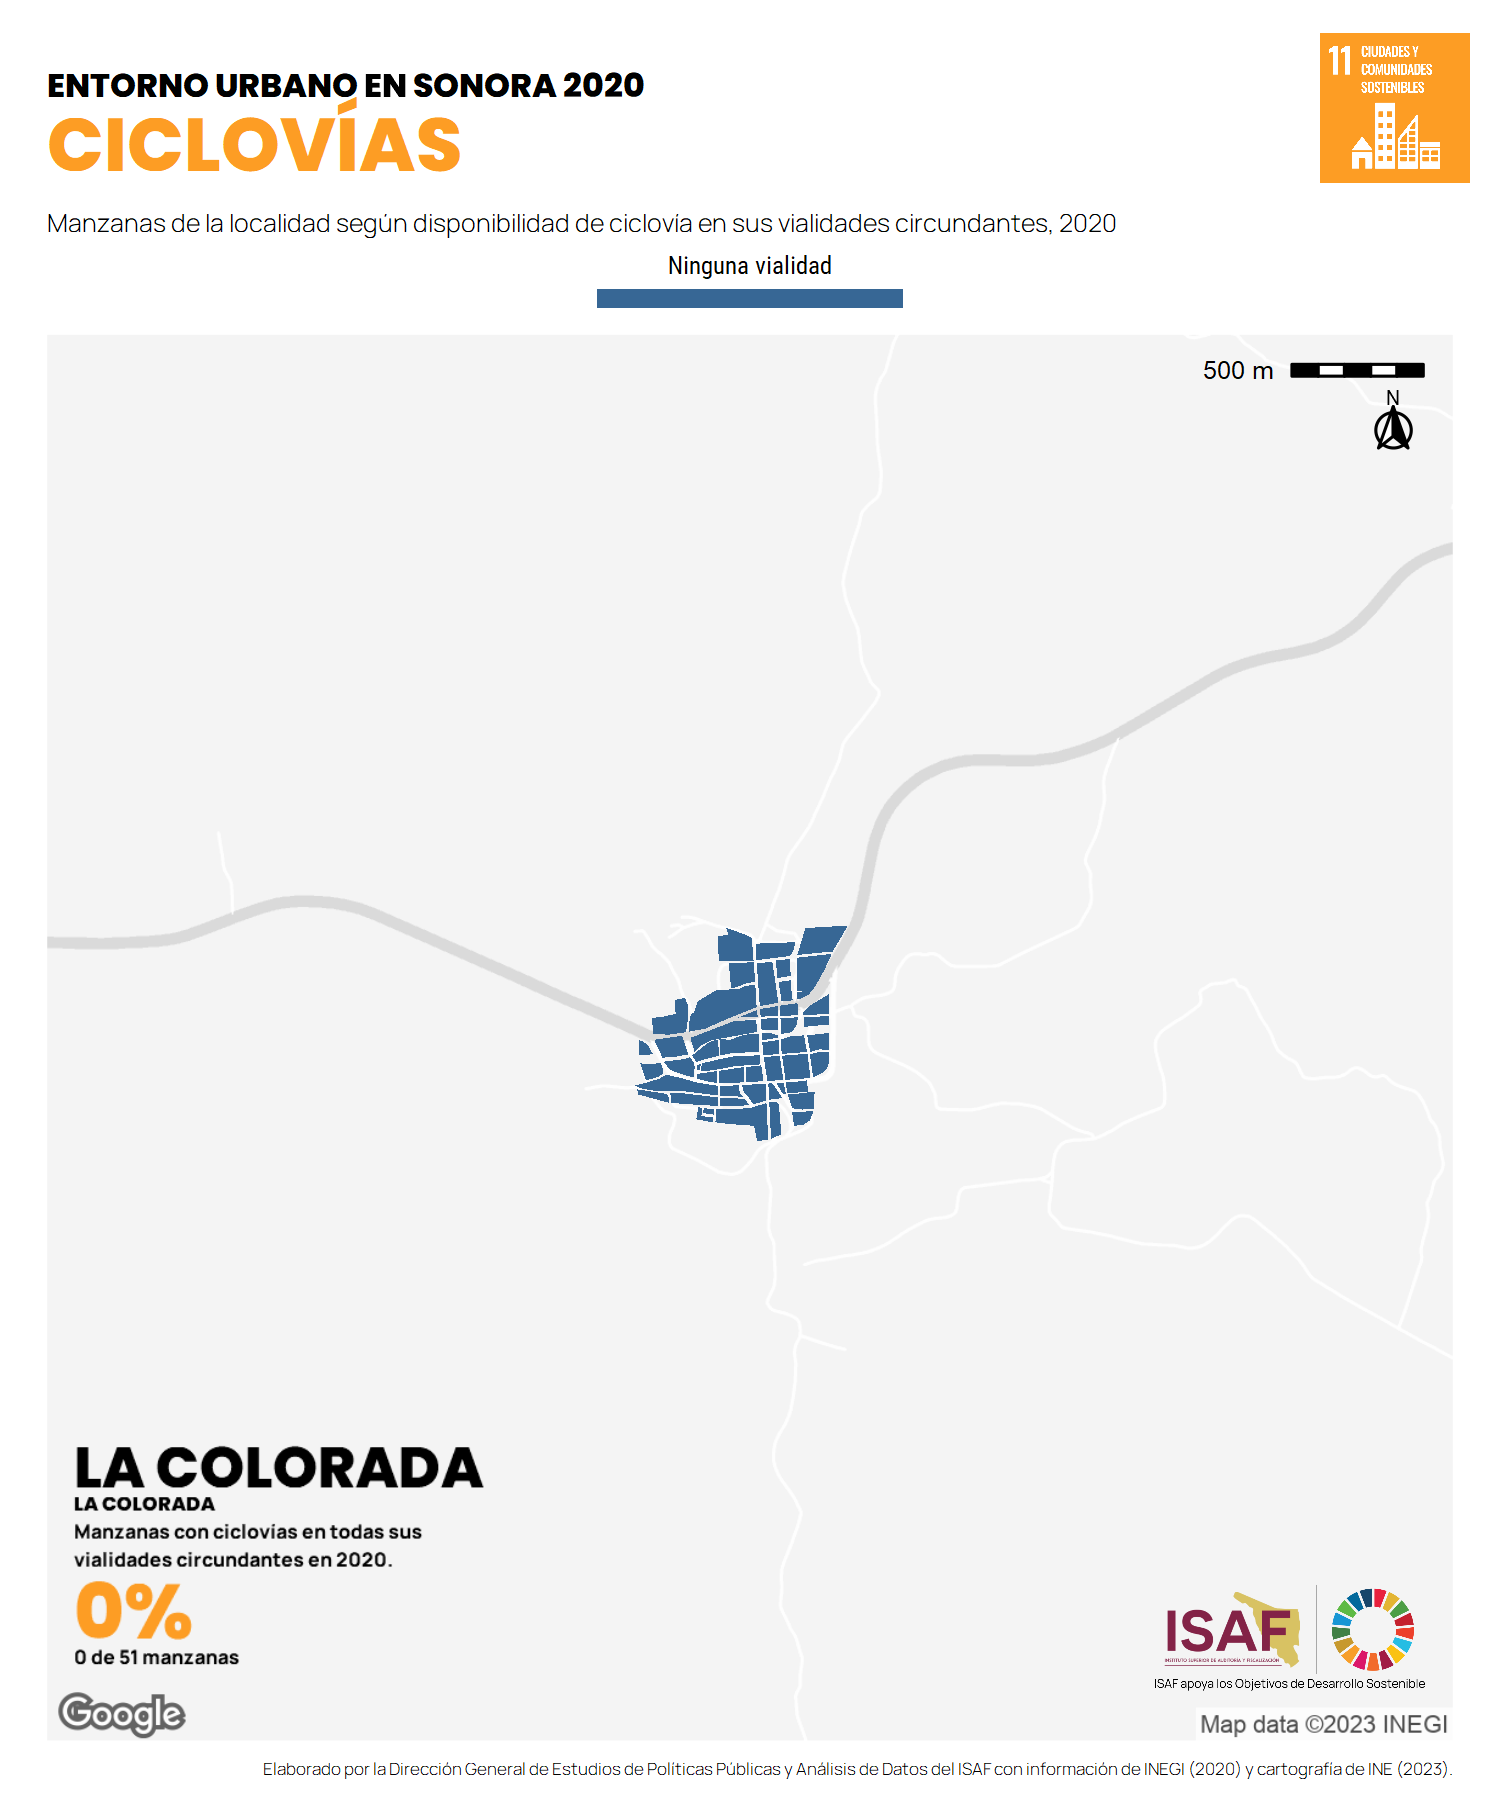 ENTORNO URBANO EN SONORA 2020
CICLOVÍAS
11 CIUDADES Y
COMUNIDADES
SOSTENIBLES
Manzanas de la localidad según disponibilidad de ciclovía en sus vialidades circundantes, 2020
Ninguna vialidad
500 m
N
LA COLORADA
LA COLORADA
Manzanas con ciclovias en todas sus
vialidades circundantes en 2020.
0%
0 de 51 manzanas
ISAF
INSTITUTO SUPERIOR DE AUDITORÍA Y FISCALIZACIÓN
ISAF apoya los Objetivos de Desarrollo Sostenible
Google
Map data ©2023 INEGI
Elaborado por la Dirección General de Estudios de Políticas Públicas y Análisis de Datos del ISAF con información de INEGI (2020) y cartografía de INE (2023).